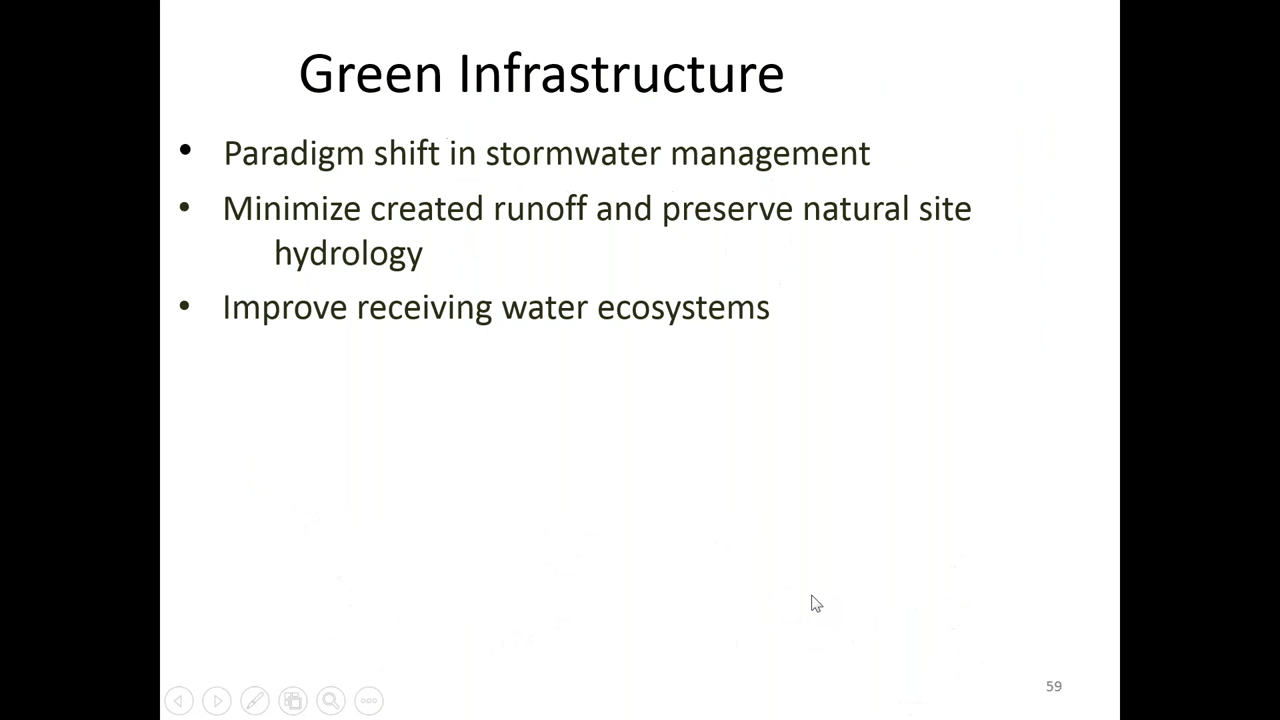 Green Infrastructure
• Paradigm shift in stormwater management
• Minimize created runoff and preserve natural site
hydrology
• Improve receiving water ecosystems
59